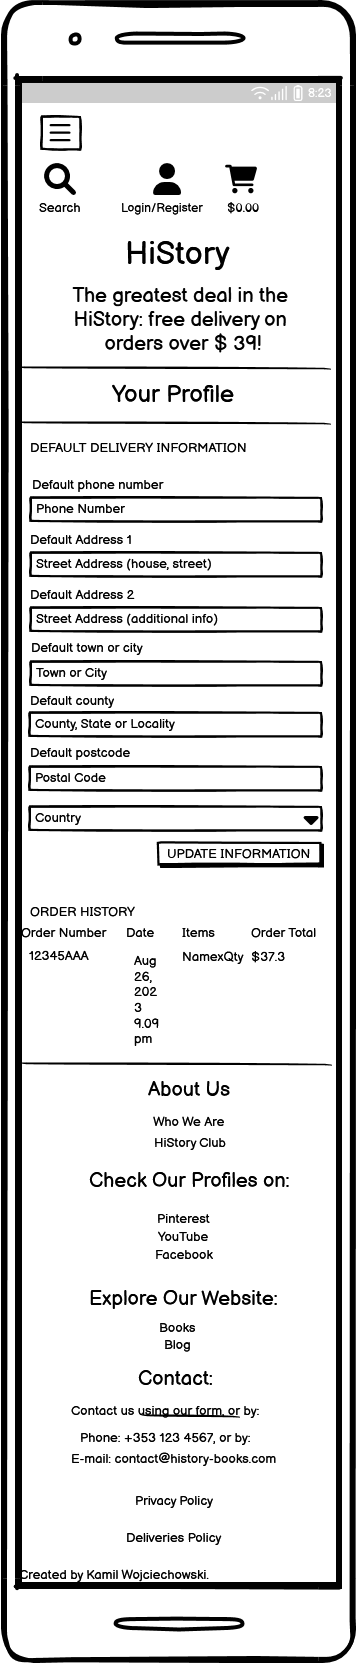 8:23
Search Login/Register $0.00
HiStory
The greatest deal in the
HiStory: free delivery on
orders over $ 39!
Your Profile
DEFAULT DELIVERY INFORMATION
Default phone number
Phone Number
Default Address 1
Street Address (house, street)
Default Address 2
Street Address (additional info)
Default town or city
Town or City
Default county
County, State or Locality
Default postcode
Postal Code
Country
UPDATE INFORMATION
ORDER HISTORY
Order Number Date Items Order Total
12345AAA Aug NamexQty $37.3
26,
202
3
9.09
pm
About Us
Who We Are
HiStory Club
Check Our Profiles on:
Pinterest
YouTube
Facebook
Explore Our Website:
Books
Blog
Contact:
Contact us using our form, or by:
Phone: +353 123 4567, or by:
E-mail: contact@history-books.com
Privacy Policy
Deliveries Policy
Created by Kamil Wojciechowski.